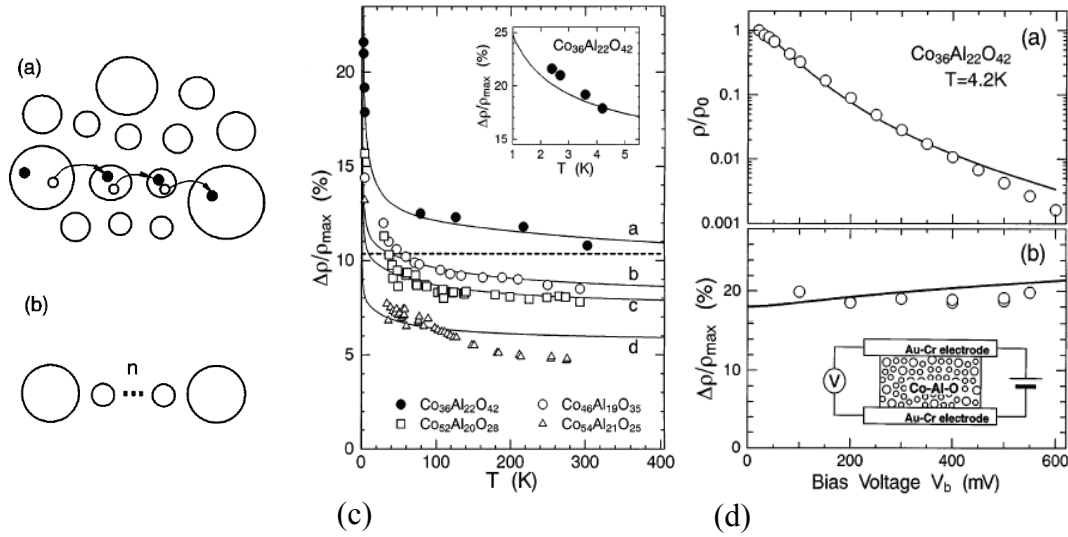 (a)
(b)
n
Δρ/ρmax (%)
20
15
10
5
0
0
100
200
300
400
T (K)
a
b
c
d
Co36Al22O42
Co46Al19O35
Co52Al20O28
Co54Al21O25
Co36Al22O42
Δρ/ρmax (%)
25
20
15
1
2
3
4
5
T (K)
(c)
(a)
Co36Al22O42
T=4.2K
ρ/ρ0
1
0.1
0.01
0.001
(b)
Δρ/ρmax (%)
20
10
0
V
Au-Cr electrode
Co-Al-O
Au-Cr electrode
0
200
400
600
Bias Voltage Vb (mV)
(d)